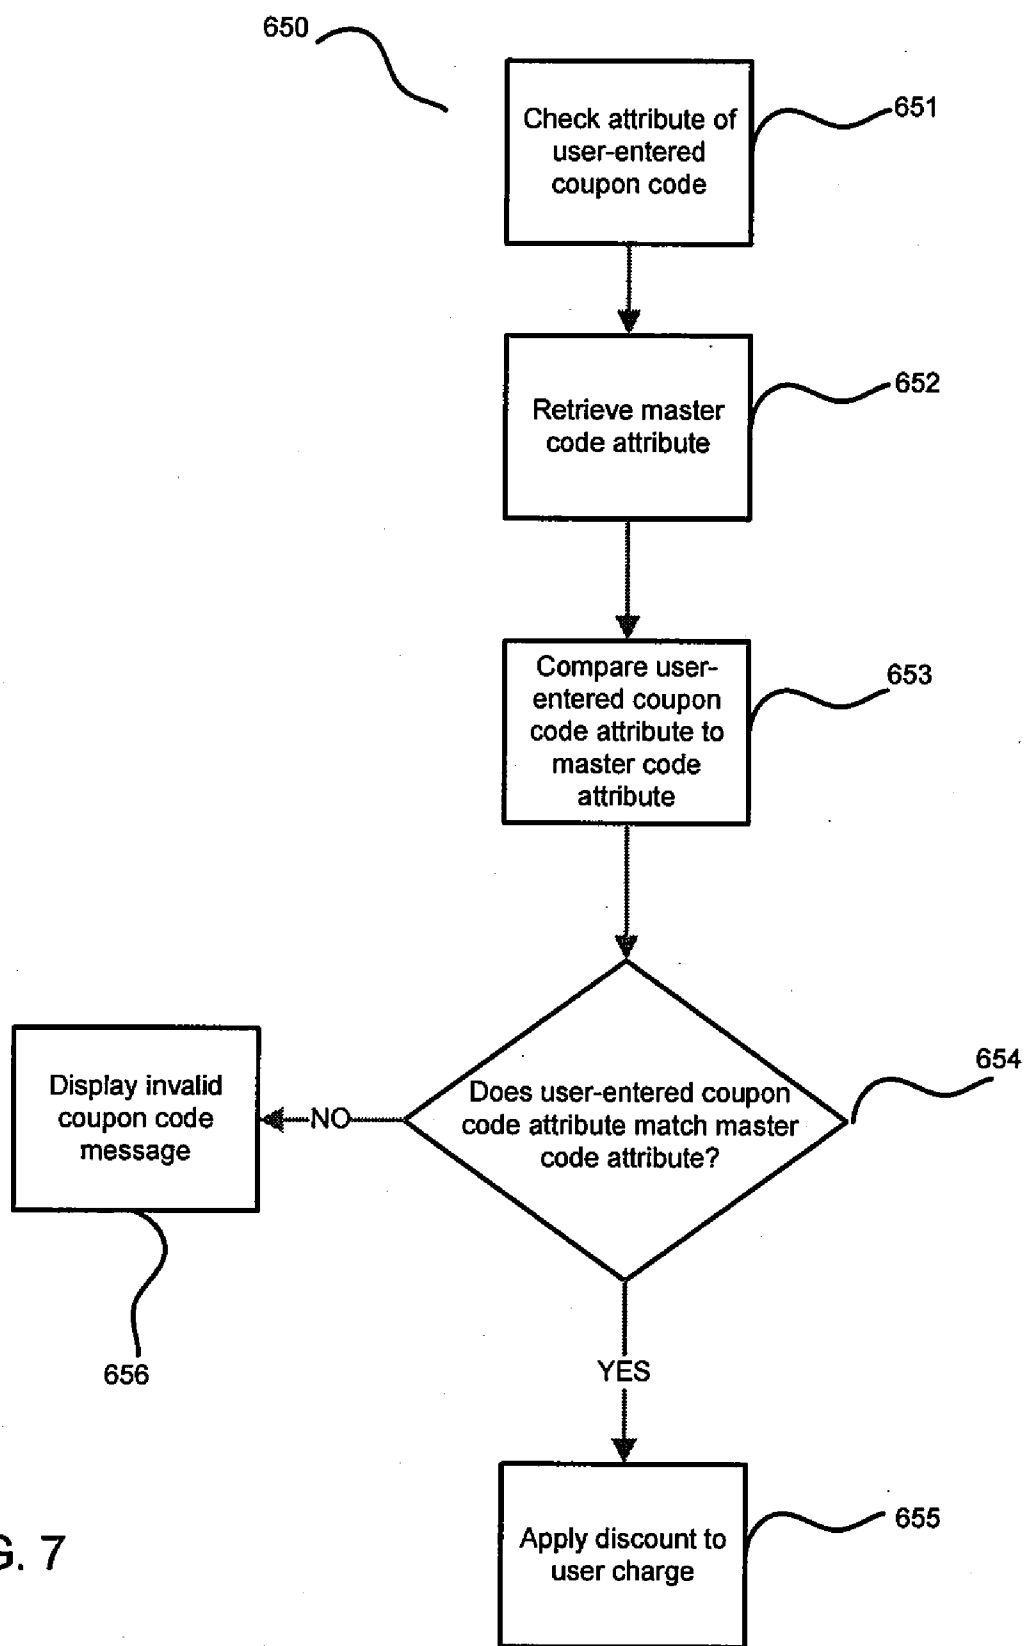 650
Check attribute of
user-entered
coupon code
651
Retrieve master
code attribute
652
Compare user-
entered coupon
code attribute to
master code
attribute
653
Does user-entered coupon
code attribute match master
code attribute?
654
NO
Display invalid
coupon code
message
656
YES
Apply discount to
user charge
655
G. 7